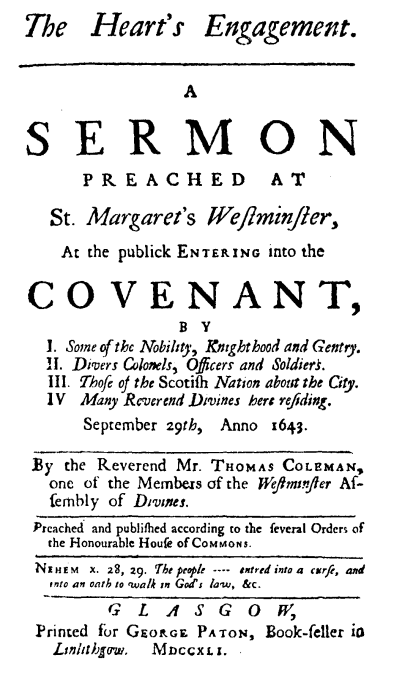 The Heart's Engagement.
A
SERMON
PREACHED AT
St. Margaret's Weſtminſter,
At the publick ENTERING into the
COVENANT,
BY
I. Some of the Nobility, Knighthood and Gentry.
II. Divers Colonels, Officers and Soldiers.
III. Thoſe of the Scotiſh Nation about the City.
IV Many Reverend Divines here reſiding.
September 29th, Anno 1643.
By the Reverend Mr. THOMAS COLEMAN,
one of the Members of the Weſtminſter Aſ-
ſembly of Divines.
Preached and publiſhed according to the ſeveral Orders of
the Honourable Houſe of COMMONS.
NEHEM X. 28, 29. The people ---- entred into a curſe, and
into an oath to walk in God's law, &c.
GLASGOW,
Printed for GEORGE PATON, Book-ſeller in
Linlithgow. MDCCXLI.